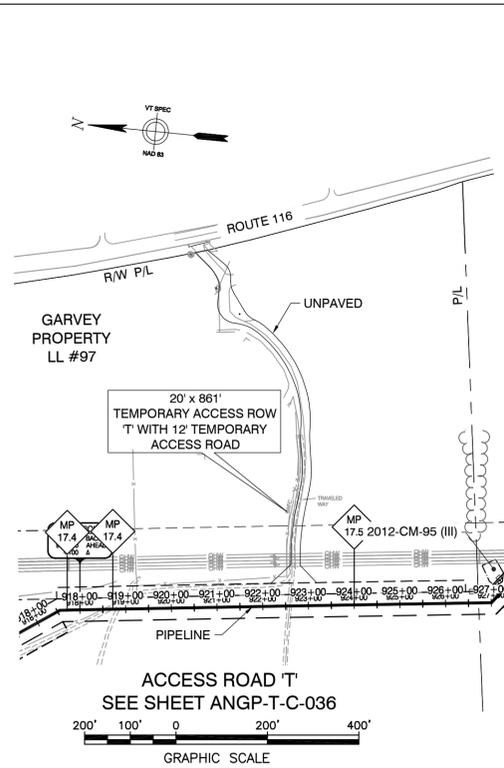 VT SPEC
N
NAD 83
ROUTE 116
R/W P/L
UNPAVED
P/L
GARVEY
PROPERTY
LL #97
20' x 861'
TEMPORARY ACCESS ROW
'T' WITH 12' TEMPORARY
ACCESS ROAD
TRAVELED
WAY
MP
17.4
MP
17.4
MP
17.5
2012-CM-95 (III)
918+00
919+00
920+00
921+00
922+00
923+00
924+00
925+00
926+00
927+00
PIPELINE
ACCESS ROAD 'T'
SEE SHEET ANGP-T-C-036
200' 100' 0 200' 400'
GRAPHIC SCALE